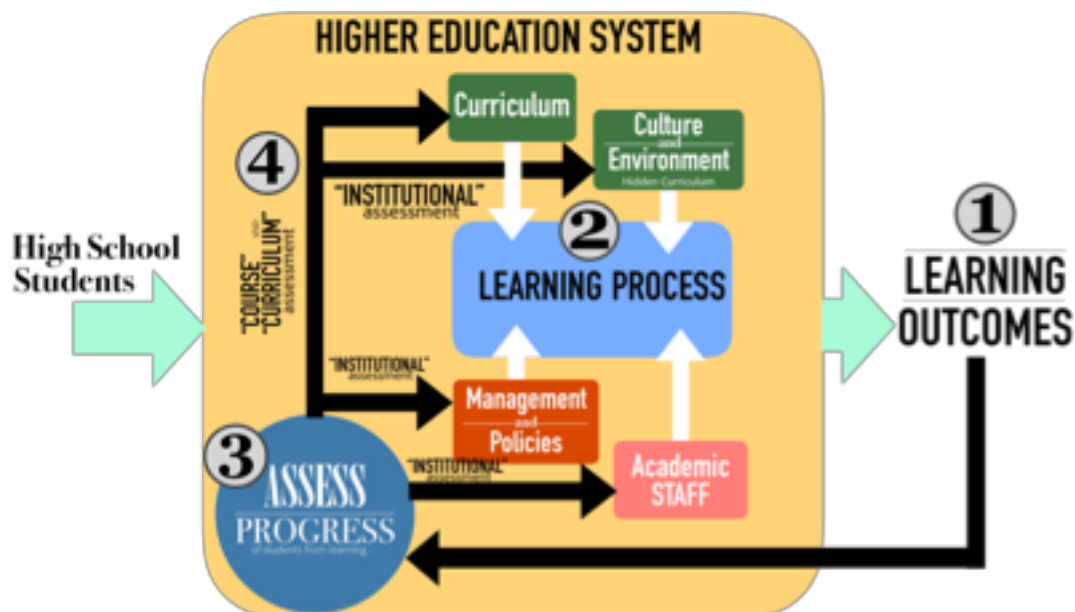 HIGHER EDUCATION SYSTEM
Curriculum
Culture
and
Environment
Hidden Curriculum
4
"INSTITUTIONAL"
assessment
"COURSE"
and
"CURRICULUM"
assessment
High School
Students
2
LEARNING PROCESS
1
LEARNING
OUTCOMES
"INSTITUTIONAL"
assessment
Management
and
Policies
"INSTITUTIONAL"
assessment
Academic
STAFF
3
ASSESS
PROGRESS
of students from learning